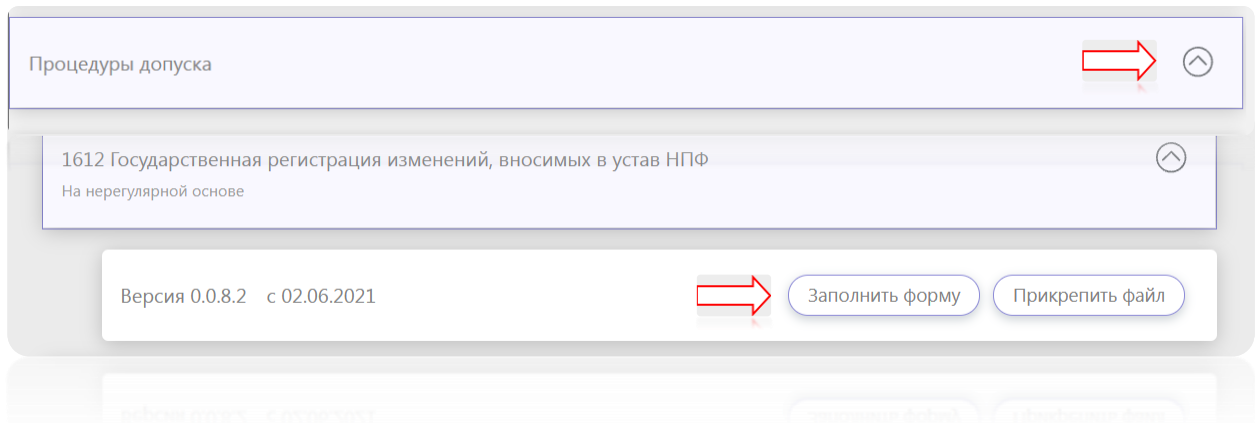 Процедуры допуска
1612 Государственная регистрация изменений, вносимых в устав НПФ
На нерегулярной основе
Версия 0.0.8.2 с 02.06.2021 Заполнить форму Прикрепить файл